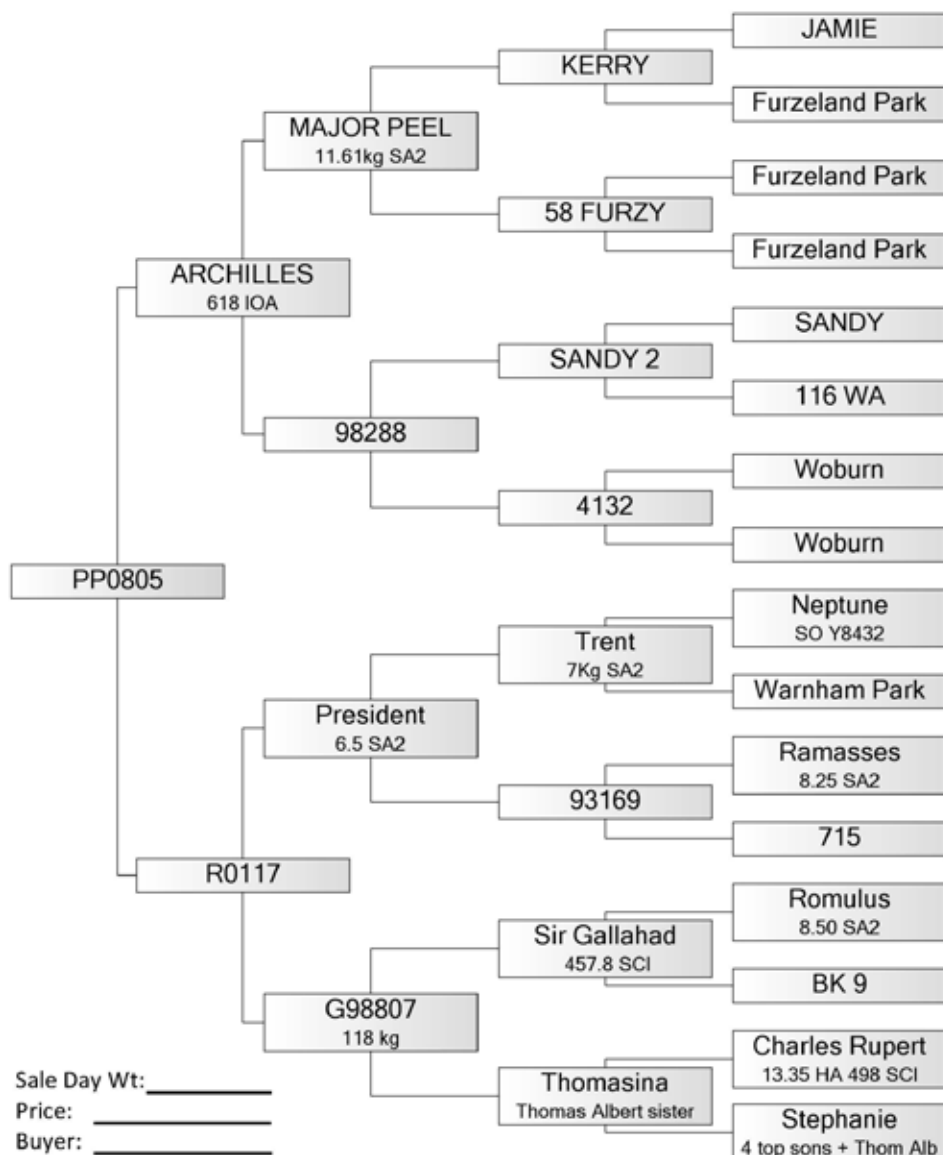 JAMIE
KERRY
Furzeland Park
MAJOR PEEL
11.61kg SA2
Furzeland Park
58 FURZY
Furzeland Park
ARCHILLES
618 IOA
SANDY
SANDY 2
116 WA
98288
Woburn
4132
Woburn
PP0805
Neptune
SO Y8432
Trent
7Kg SA2
Warnham Park
President
6.5 SA2
Ramasses
8.25 SA2
93169
715
R0117
Romulus
8.50 SA2
Sir Gallahad
457.8 SCI
BK 9
G98807
118 kg
Charles Rupert
13.35 HA 498 SCI
Thomasina
Thomas Albert sister
Stephanie
4 top sons + Thom Alb
Sale Day Wt:
Price:
Buyer: